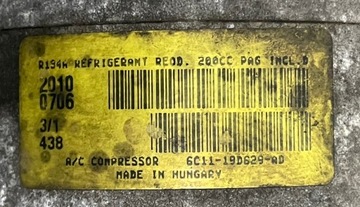 R134A REFRIGERANT REQD. 200CC PAG INCL.D
2010
0706
3/1
438
A/C COMPRESSOR 6C11-19D629-AD
MADE IN HUNGARY